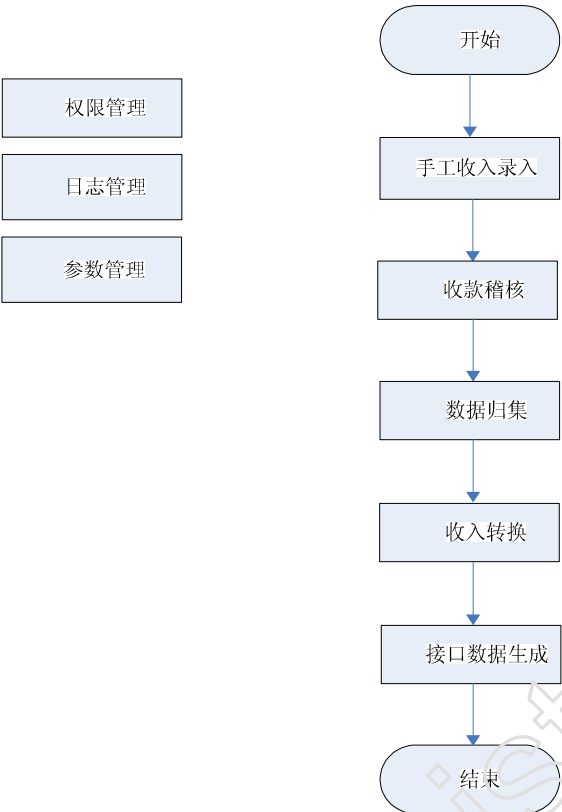 开始
权限管理
手工收入录入
日志管理
参数管理
收款稽核
数据归集
收入转换
接口数据生成
结束